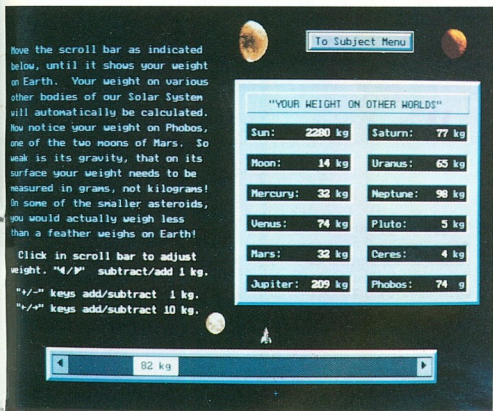 Move the scroll bar as indicated
below, until it shows your weight
on Earth. Your weight on various
other bodies of our Solar System
will automatically be calculated.
Now notice your weight on Phobos,
one of the two moons of Mars. So
weak is its gravity, that on its
surface your weight needs to be
measured in grams, not kilograms!
On some of the smaller asteroids,
you would actually weigh less
than a feather weighs on Earth!
Click in scroll bar to adjust
weight. "◀/▶" subtract/add 1 kg.
"+/-" keys add/subtract 1 kg.
keys add/subtract 10 kg.
To Subject Menu
"YOUR WEIGHT ON OTHER WORLDS"
Sun: 2280 kg
Moon: 14 kg
Mercury: 32 kg
Venus: 74 kg
Mars: 32 kg
Jupiter: 209 kg
Saturn: 77 kg
Uranus: 65 kg
Neptune: 98 kg
Pluto: 5 kg
Ceres: 4 kg
Phobos: 74 g
82 kg